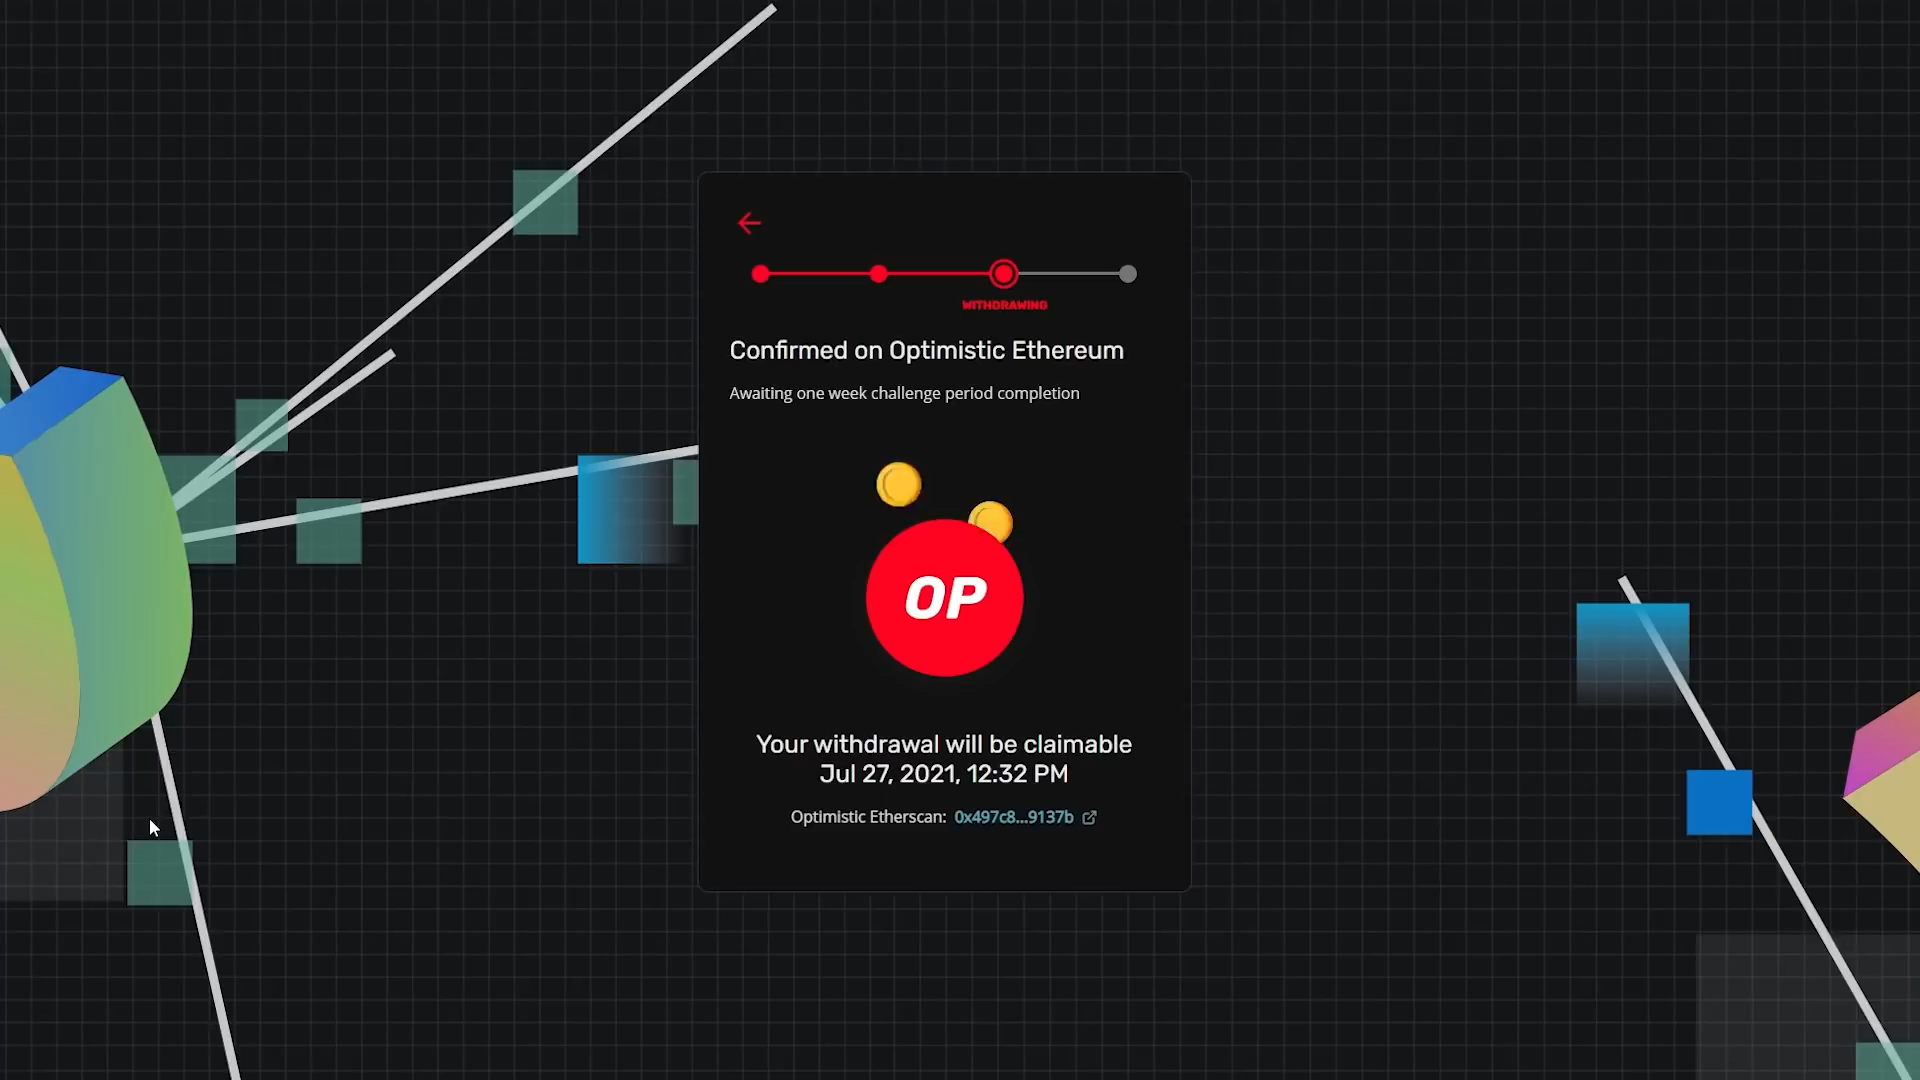 WITHDRAWING
Confirmed on Optimistic Ethereum
Awaiting one week challenge period completion
OP
Your withdrawal will be claimable
Jul 27, 2021, 12:32 PM
Optimistic Etherscan: 0x497c8...9137b